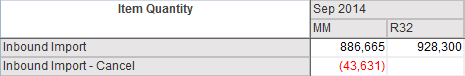 Item Quantity Sep 2014
MM R32
Inbound Import 886,665 928,300
Inbound Import - Cancel (43,631)